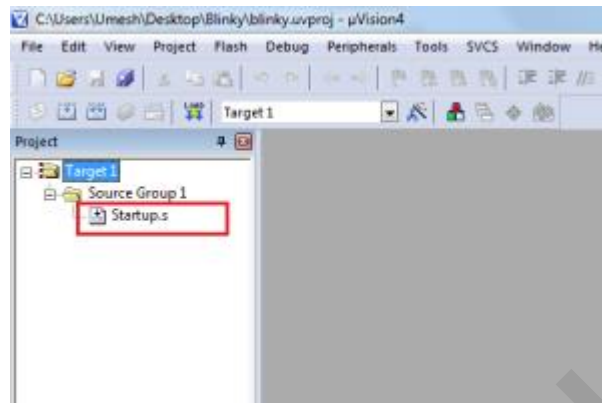 C:\Users\Umesh\Desktop\Blinky\blinky.uvproj - µVision4
File Edit View Project Flash Debug Peripherals Tools SVCS Window
Target 1
Project
Target 1
Source Group 1
Startup.s